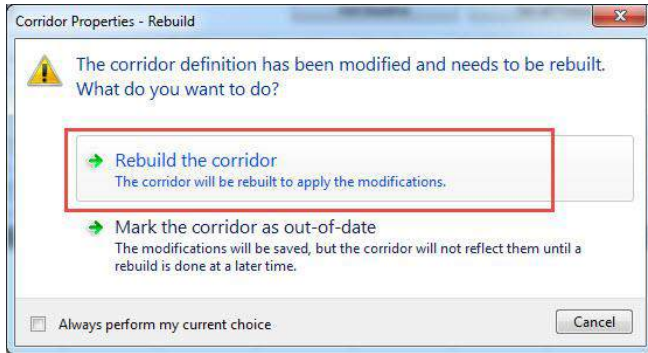 Corridor Properties - Rebuild
The corridor definition has been modified and needs to be rebuilt.
What do you want to do?
Rebuild the corridor
The corridor will be rebuilt to apply the modifications.
Mark the corridor as out-of-date
The modifications will be saved, but the corridor will not reflect them until a
rebuild is done at a later time.
Always perform my current choice
Cancel